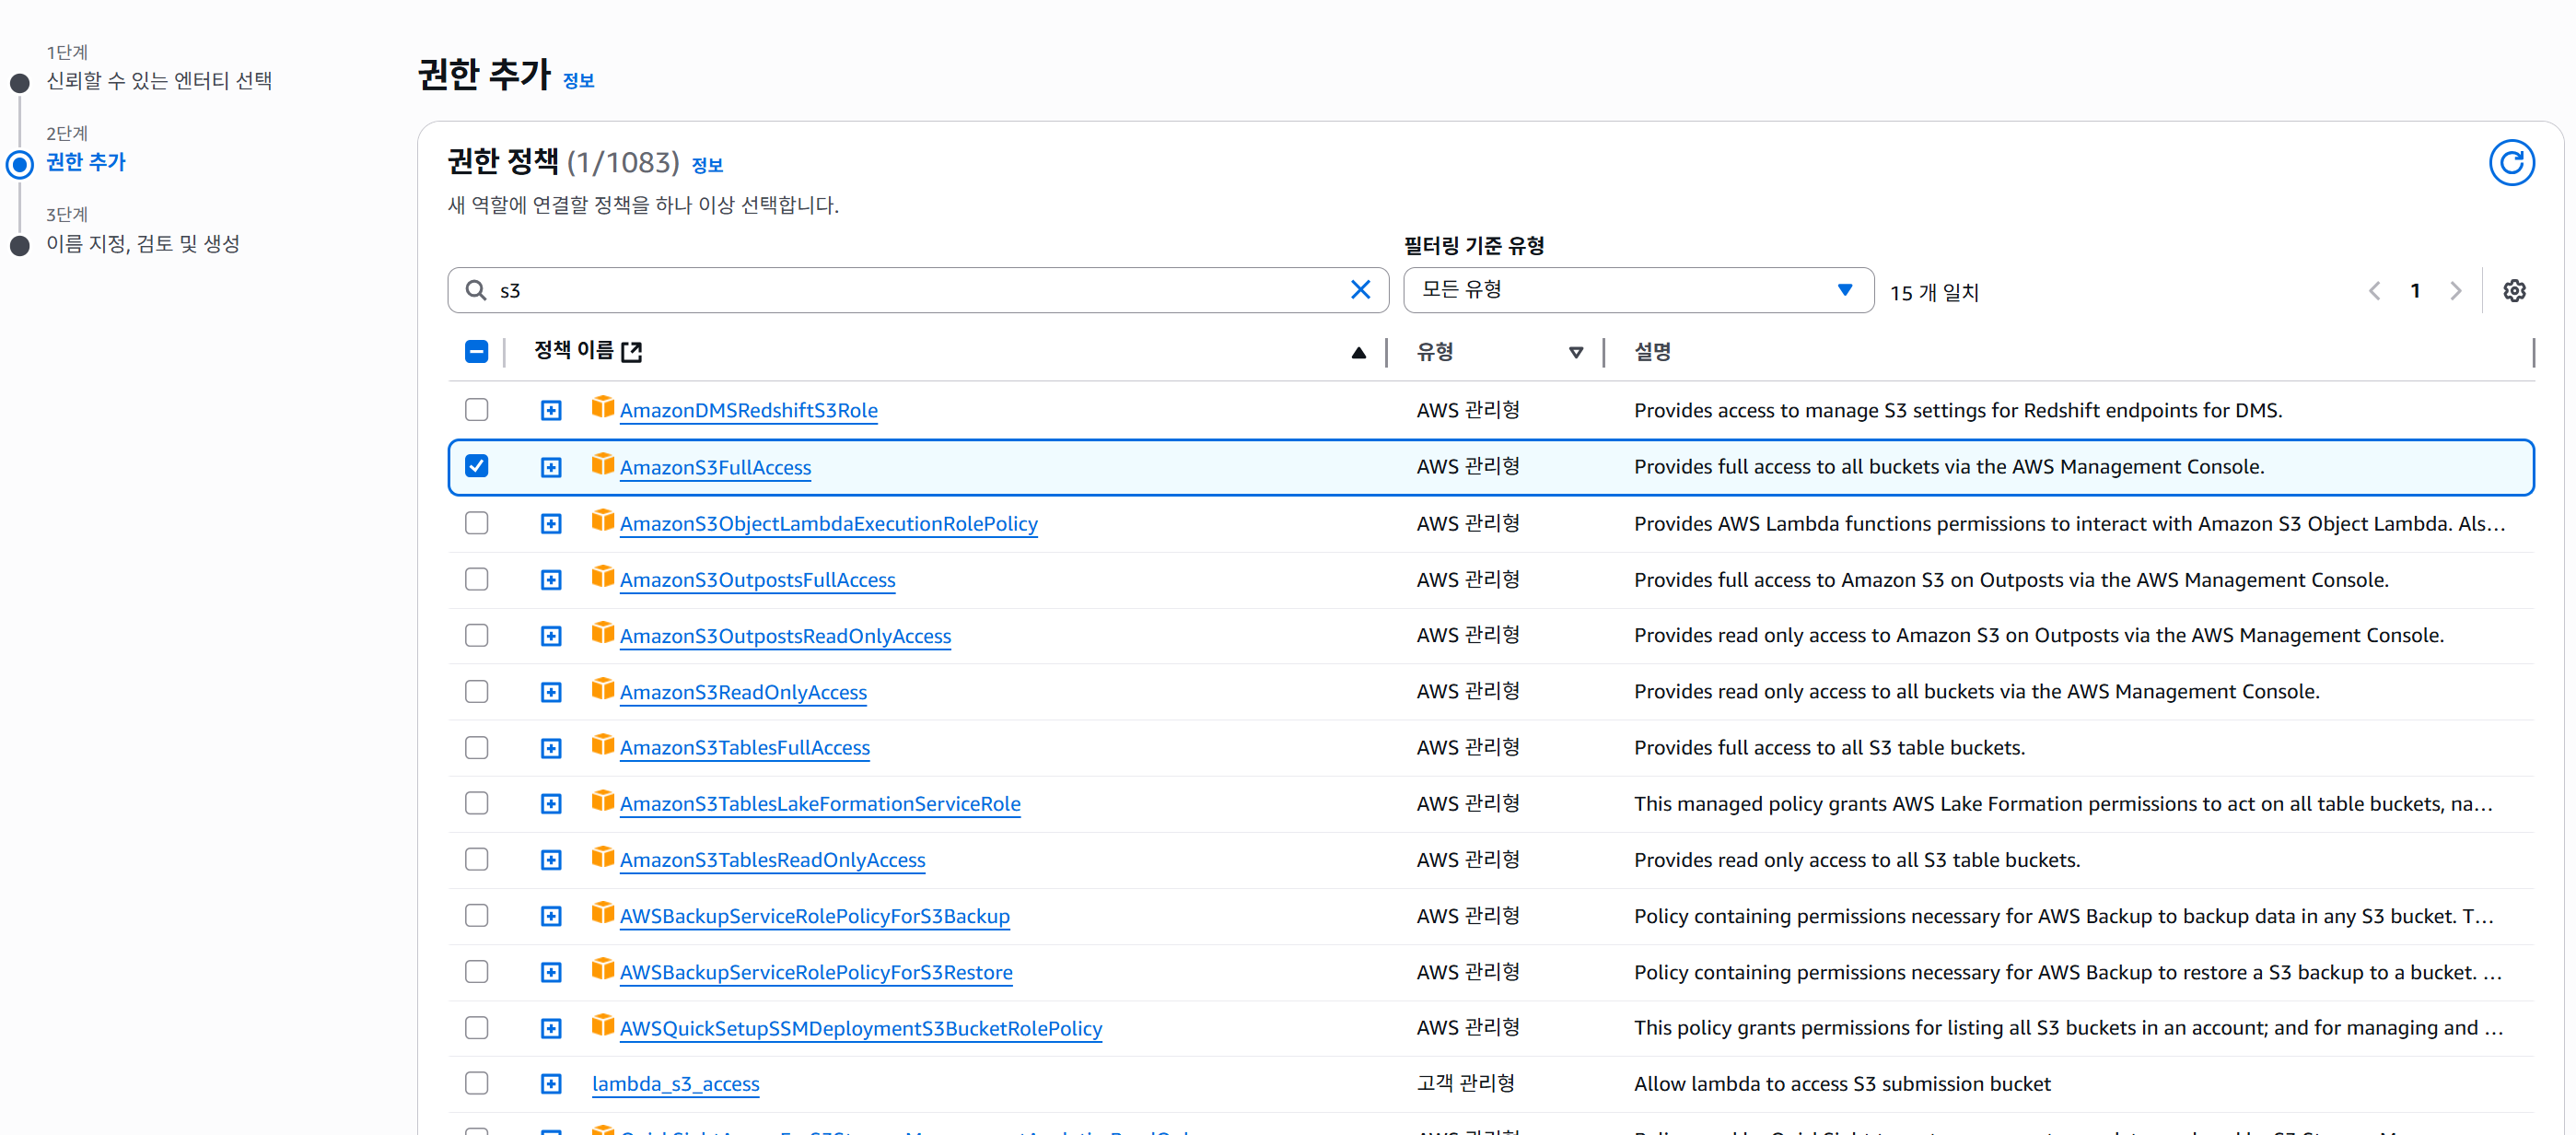 1단계
신뢰할 수 있는 엔터티 선택
2단계
권한 추가
3단계
이름 지정, 검토 및 생성
권한 추가 정보
권한 정책 (1/1083) 정보
새 역할에 연결할 정책을 하나 이상 선택합니다.
필터링 기준 유형
s3 모든 유형 15 개 일치 1
정책 이름 유형 설명
AmazonDMSRedshiftS3Role AWS 관리형 Provides access to manage S3 settings for Redshift endpoints for DMS.
AmazonS3FullAccess AWS 관리형 Provides full access to all buckets via the AWS Management Console.
AmazonS3ObjectLambdaExecutionRolePolicy AWS 관리형 Provides AWS Lambda functions permissions to interact with Amazon S3 Object Lambda. Als...
AmazonS3OutpostsFullAccess AWS 관리형 Provides full access to Amazon S3 on Outposts via the AWS Management Console.
AmazonS3OutpostsReadOnlyAccess AWS 관리형 Provides read only access to Amazon S3 on Outposts via the AWS Management Console.
AmazonS3ReadOnlyAccess AWS 관리형 Provides read only access to all buckets via the AWS Management Console.
AmazonS3TablesFullAccess AWS 관리형 Provides full access to all S3 table buckets.
AmazonS3TablesLakeFormationServiceRole AWS 관리형 This managed policy grants AWS Lake Formation permissions to act on all table buckets, na...
AmazonS3TablesReadOnlyAccess AWS 관리형 Provides read only access to all S3 table buckets.
AWSBackupServiceRolePolicyForS3Backup AWS 관리형 Policy containing permissions necessary for AWS Backup to backup data in any S3 bucket. T...
AWSBackupServiceRolePolicyForS3Restore AWS 관리형 Policy containing permissions necessary for AWS Backup to restore a S3 backup to a bucket. ...
AWSQuickSetupSSMDeploymentS3BucketRolePolicy AWS 관리형 This policy grants permissions for listing all S3 buckets in an account; and for managing and ...
lambda_s3_access 고객 관리형 Allow lambda to access S3 submission bucket